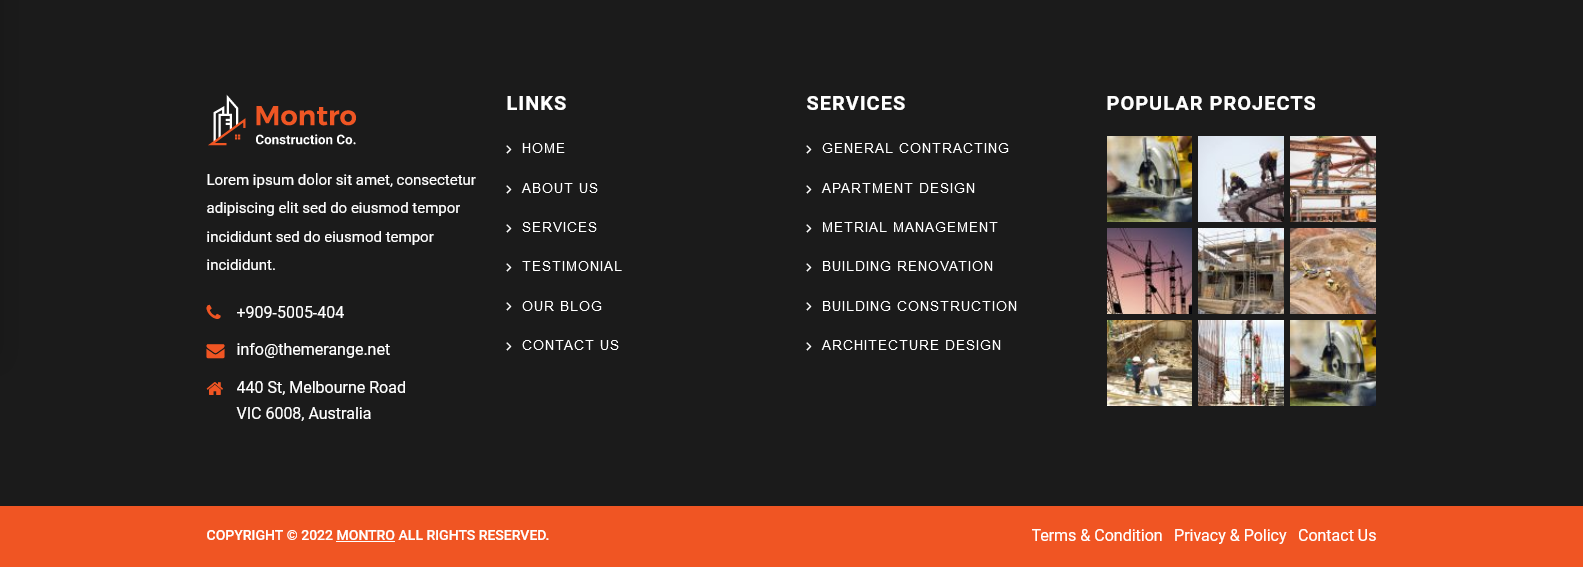 Montro
Construction Co.
Lorem ipsum dolor sit amet, consectetur
adipiscing elit sed do eiusmod tempor
incididunt sed do eiusmod tempor
incididunt.
+909-5005-404
info@themerange.net
440 St, Melbourne Road
VIC 6008, Australia
LINKS
HOME
ABOUT US
SERVICES
TESTIMONIAL
OUR BLOG
CONTACT US
SERVICES
GENERAL CONTRACTING
APARTMENT DESIGN
METRIAL MANAGEMENT
BUILDING RENOVATION
BUILDING CONSTRUCTION
ARCHITECTURE DESIGN
POPULAR PROJECTS
COPYRIGHT © 2022 MONTRO ALL RIGHTS RESERVED.
Terms & Condition Privacy & Policy Contact Us